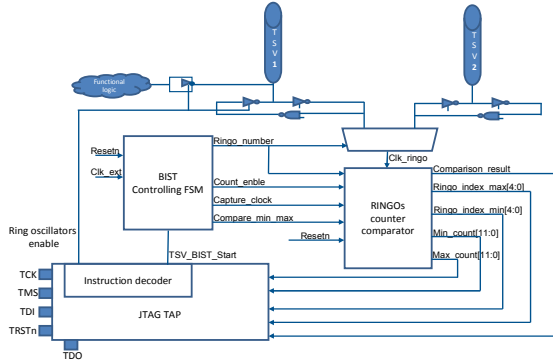 T
S
V
1
T
S
V
2
Functional
logic
Resetn
Clk_ext
BIST
Controlling FSM
Ringo_number
Count_enble
Capture_clock
Compare_min_max
Clk_ringo
RINGOs
counter
comparator
Resetn
Comparison_result
Ringo_index_max[4:0]
Ringo_index_min[4:0]
Min_count[11:0]
Max_count[11:0]
Ring oscillators
enable
TSV_BIST_Start
Instruction decoder
JTAG TAP
TCK
TMS
TDI
TRSTn
TDO